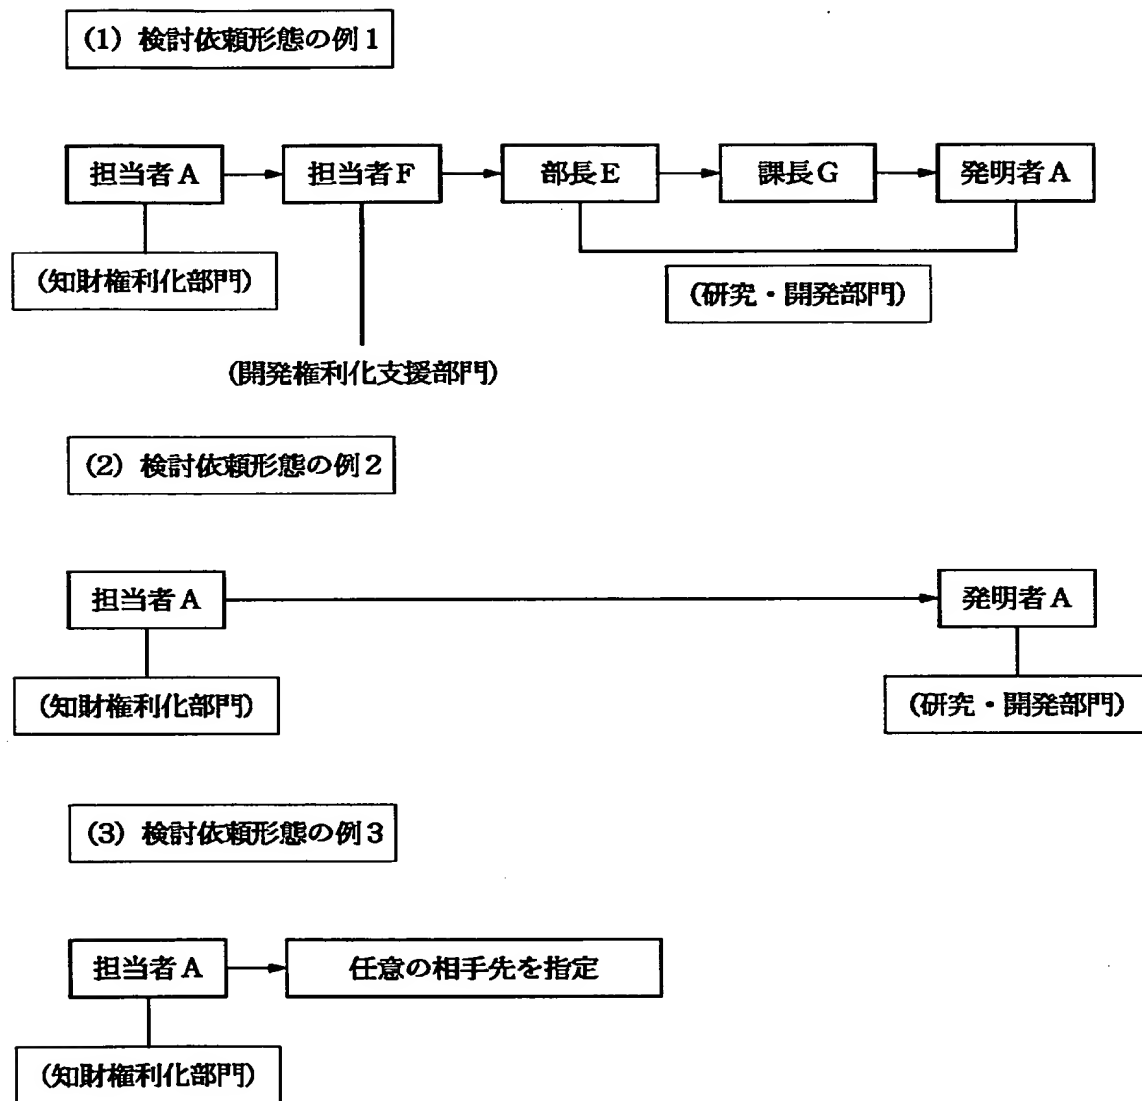 (1) 検討依頼形態の例1
担当者A
担当者F
部長E
課長G
発明者A
(知財権利化部門)
(研究・開発部門)
(開発権利化支援部門)
(2) 検討依頼形態の例2
担当者A
発明者A
(知財権利化部門)
(研究・開発部門)
(3) 検討依頼形態の例3
担当者A
任意の相手先を指定
(知財権利化部門)